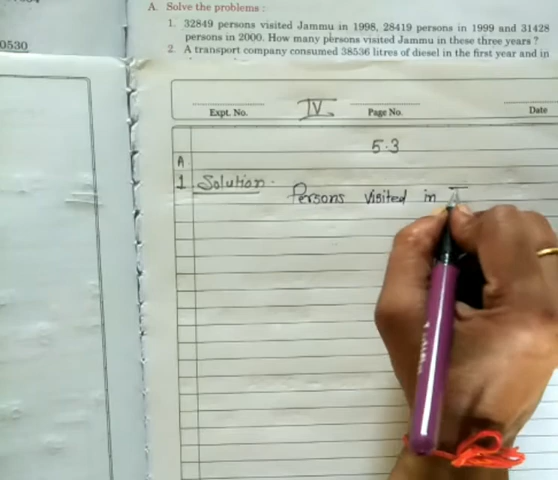 A. Solve the problems :
1. 32849 persons visited Jammu in 1998, 28419 persons in 1999 and 31428
persons in 2000. How many persons visited Jammu in these three years ?
2. A transport company consumed 38536 litres of diesel in the first year and in
0530
Expt. No. IV Page No. Date
5.3
A
1 Solution.
Persons visited in